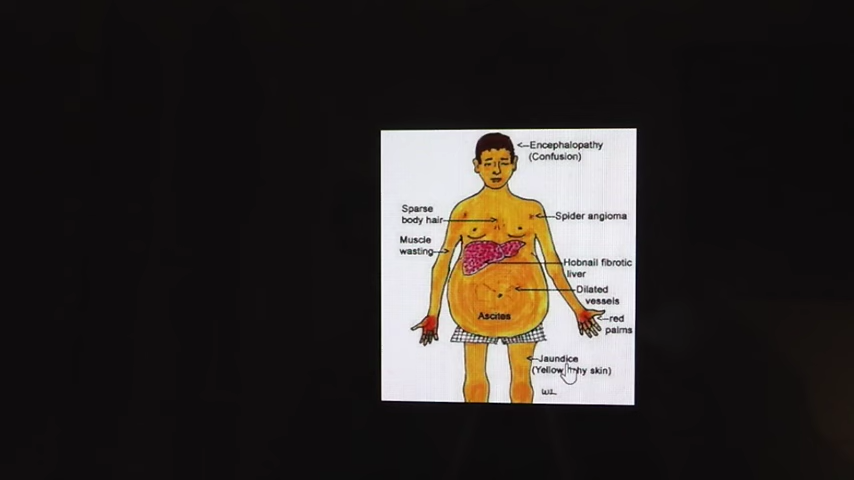 Encephalopathy
(Confusion)
Sparse
body hair
Spider angioma
Muscle
wasting
Hobnail fibrotic
liver
Dilated
vessels
Ascites
red
palms
Jaundice
(Yellow hy skin)